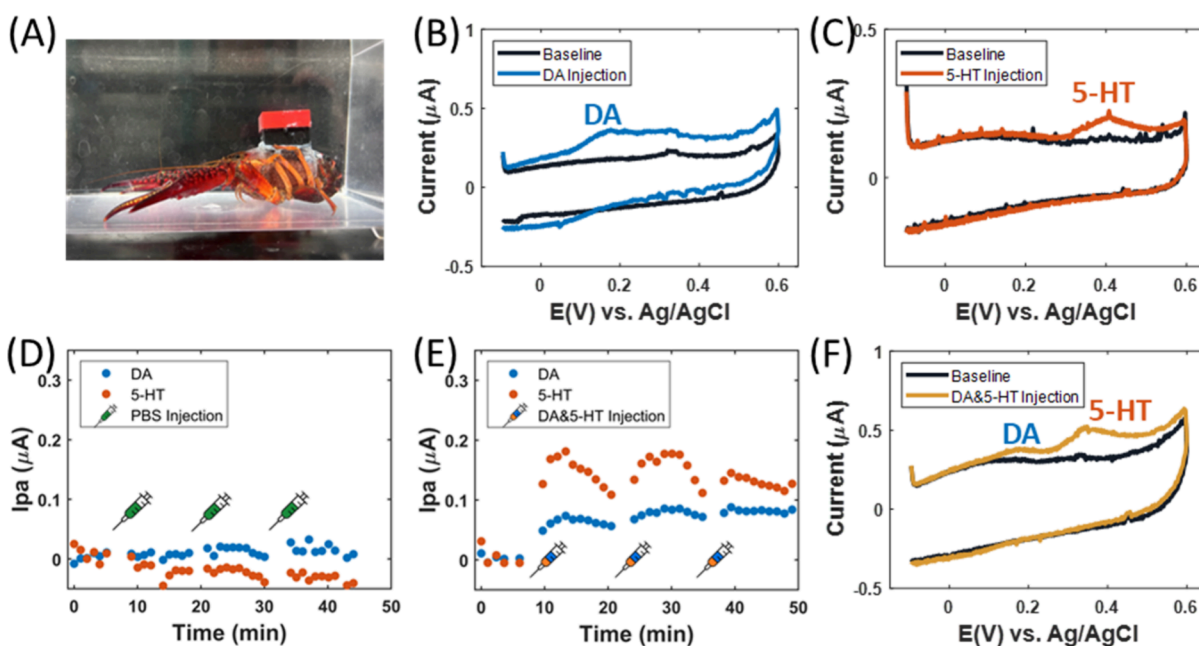 (A)
(B)
1
0.5
0
-0.5
Current (μA)
Baseline
DA Injection
DA
0
0.2
0.4
0.6
E(V) vs. Ag/AgCl
(C)
0.5
0
Current (μA)
Baseline
5-HT Injection
5-HT
0
0.2
0.4
0.6
E(V) vs. Ag/AgCl
(D)
0.3
0.2
0.1
0
Ipa (μA)
DA
5-HT
PBS Injection
0
10
20
30
40
50
Time (min)
(E)
0.3
0.2
0.1
0
Ipa (μA)
DA
5-HT
DA&5-HT Injection
0
10
20
30
40
50
Time (min)
(F)
1
0.5
0
-0.5
Current (μA)
Baseline
DA&5-HT Injection
DA
5-HT
0
0.2
0.4
0.6
E(V) vs. Ag/AgCl